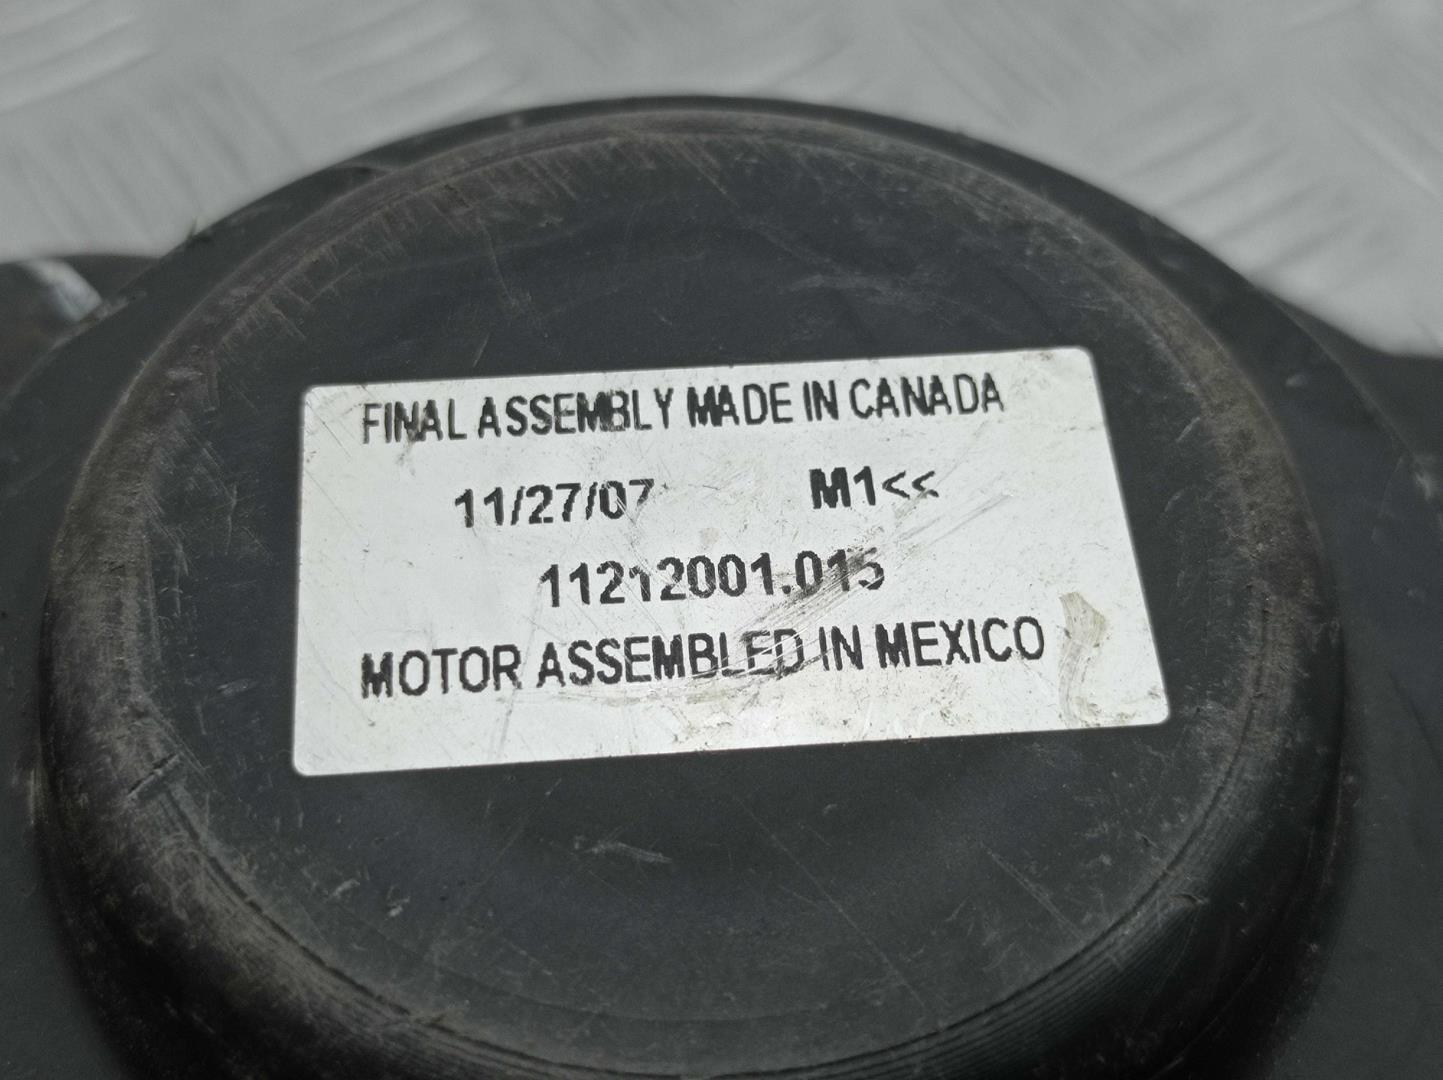 FINAL ASSEMBLY MADE IN CANADA
11/27/07 M1<<
11212001.015
MOTOR ASSEMBLED IN MEXICO